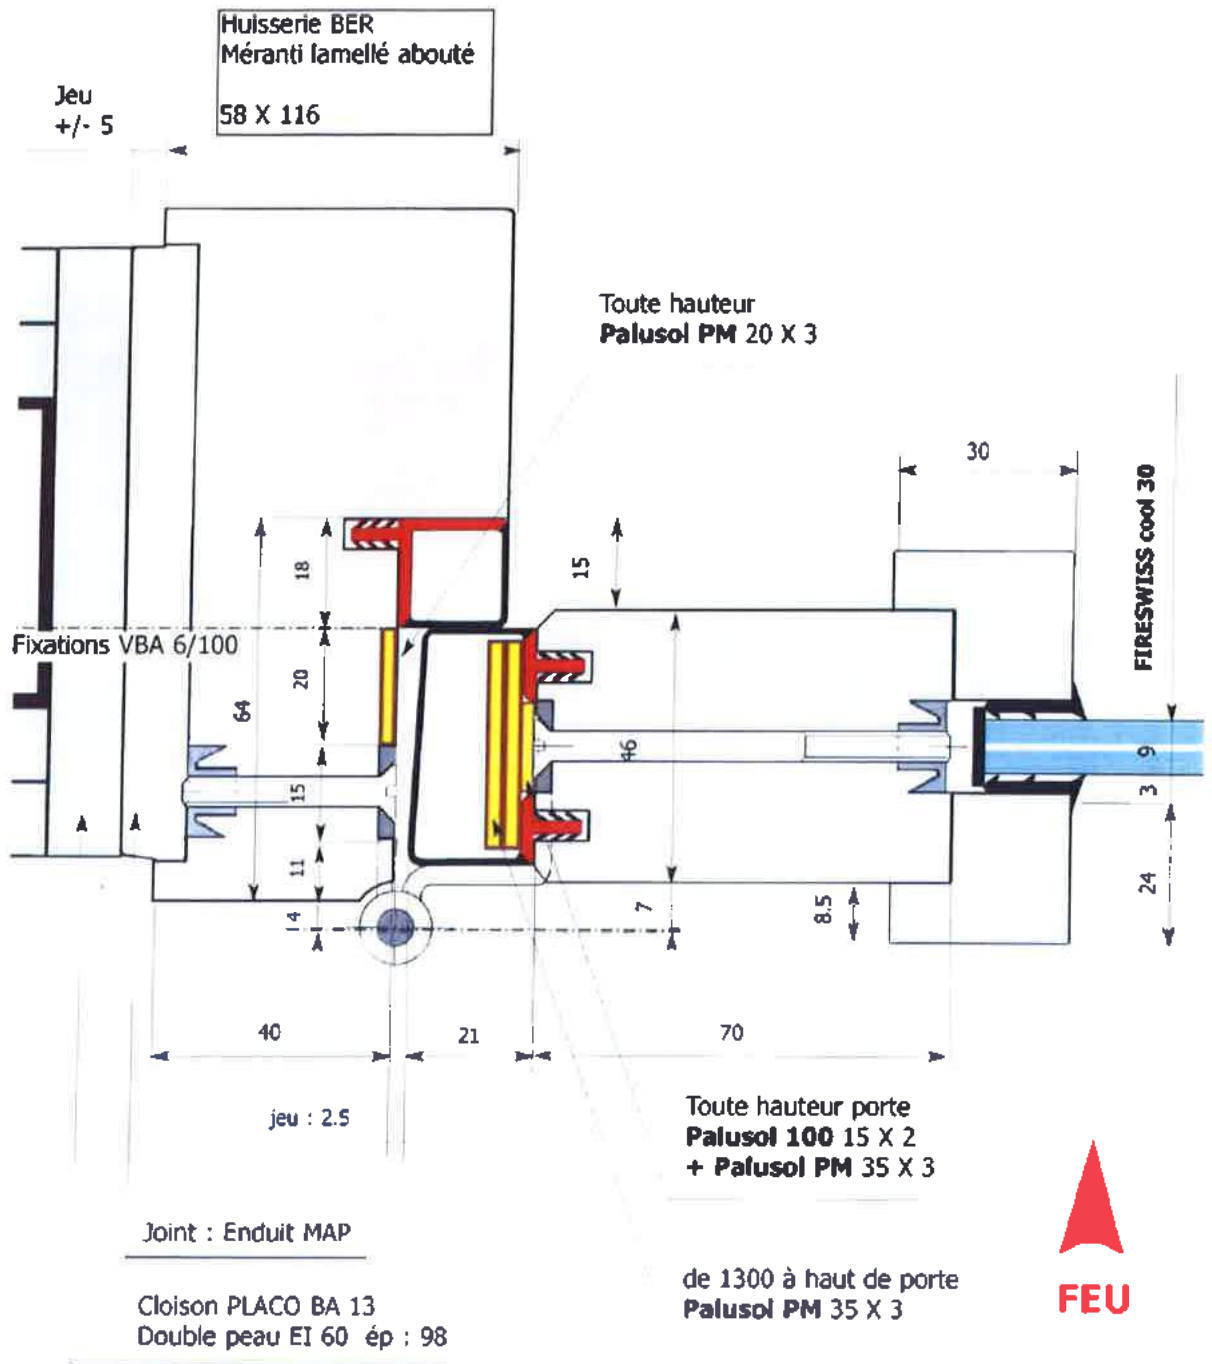 Huisserie BER
Méranti lamellé abouté
58 X 116
Jeu
+/- 5
Toute hauteur
Palusol PM 20 X 3
30
FIRESWISS cool 30
18
15
Fixations VBA 6/100
20
64
46
15
11
14
7
8.5
9
3
24
40
21
70
jeu : 2.5
Toute hauteur porte
Palusol 100 15 X 2
+ Palusol PM 35 X 3
Joint : Enduit MAP
de 1300 à haut de porte
Palusol PM 35 X 3
FEU
Cloison PLACO BA 13
Double peau EI 60 ép : 98